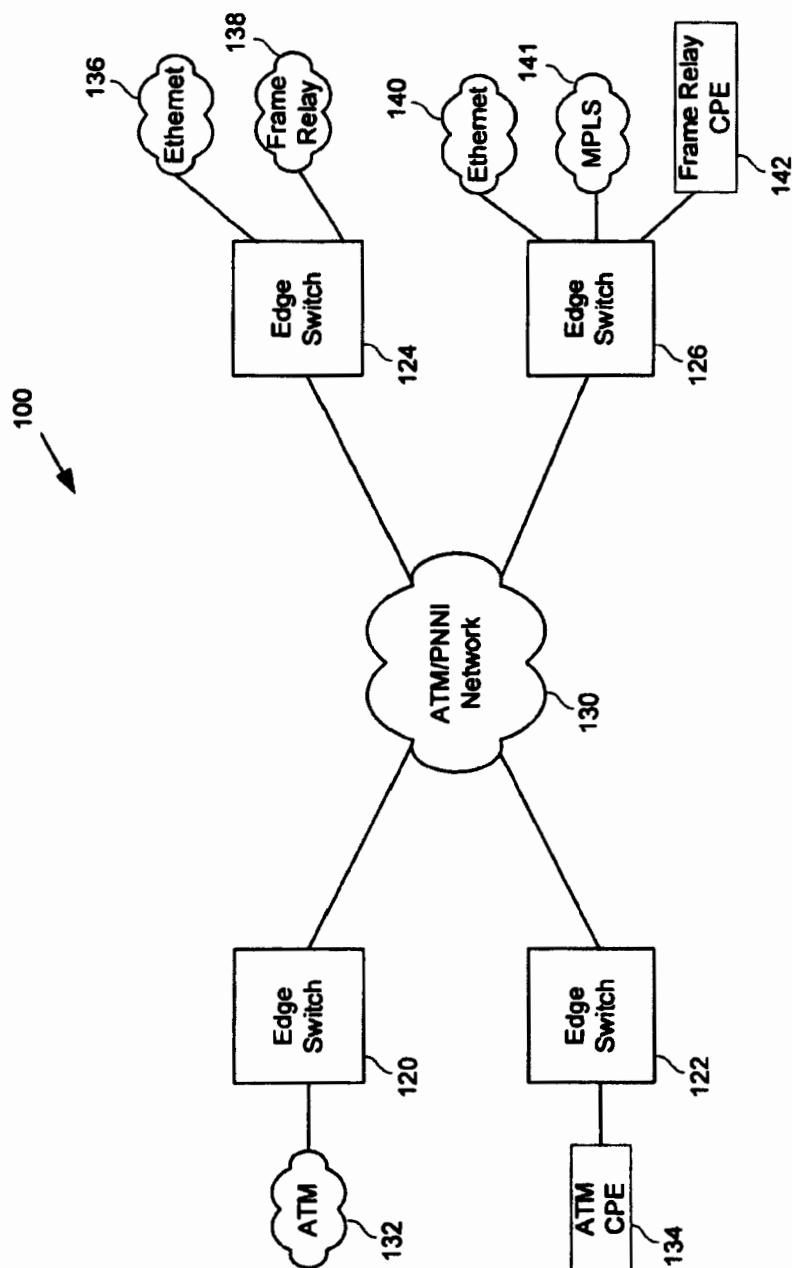 100
Ethernet
136
Frame
Relay
138
Edge
Switch
124
Ethernet
140
MPLS
141
Frame Relay
CPE
142
Edge
Switch
126
ATM/PNNI
Network
130
Edge
Switch
120
ATM
132
Edge
Switch
122
ATM
CPE
134